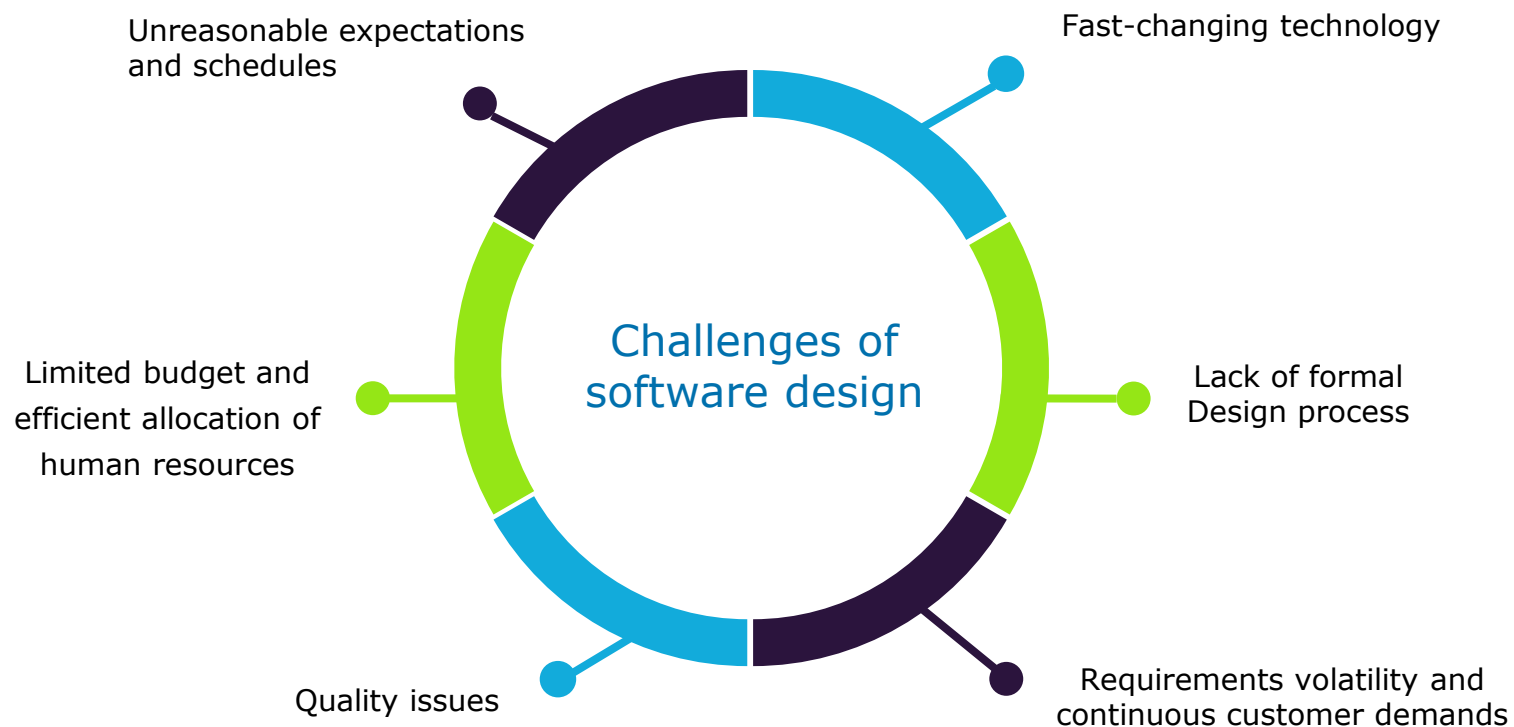 Unreasonable expectations
and schedules
Fast-changing technology
Challenges of
software design
Limited budget and
efficient allocation of
human resources
Lack of formal
Design process
Quality issues
Requirements volatility and
continuous customer demands